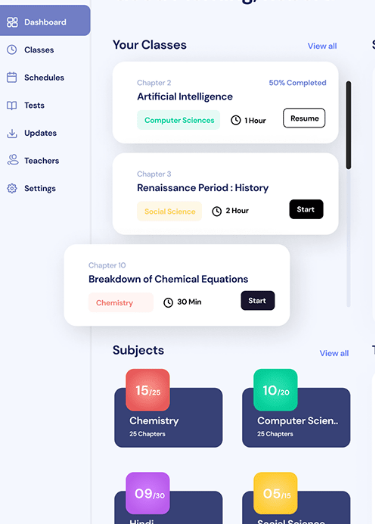 Dashboard
Classes
Schedules
Tests
Updates
Teachers
Settings
Your Classes
View all
Chapter 2
50% Completed
Artificial Intelligence
Computer Sciences
1 Hour
Resume
Chapter 3
Renaissance Period : History
Social Science
2 Hour
Start
Chapter 10
Breakdown of Chemical Equations
Chemistry
30 Min
Start
Subjects
View all
15/25
Chemistry
25 Chapters
10/20
Computer Scien..
25 Chapters
09/30
Hindi
05/15
Social Science